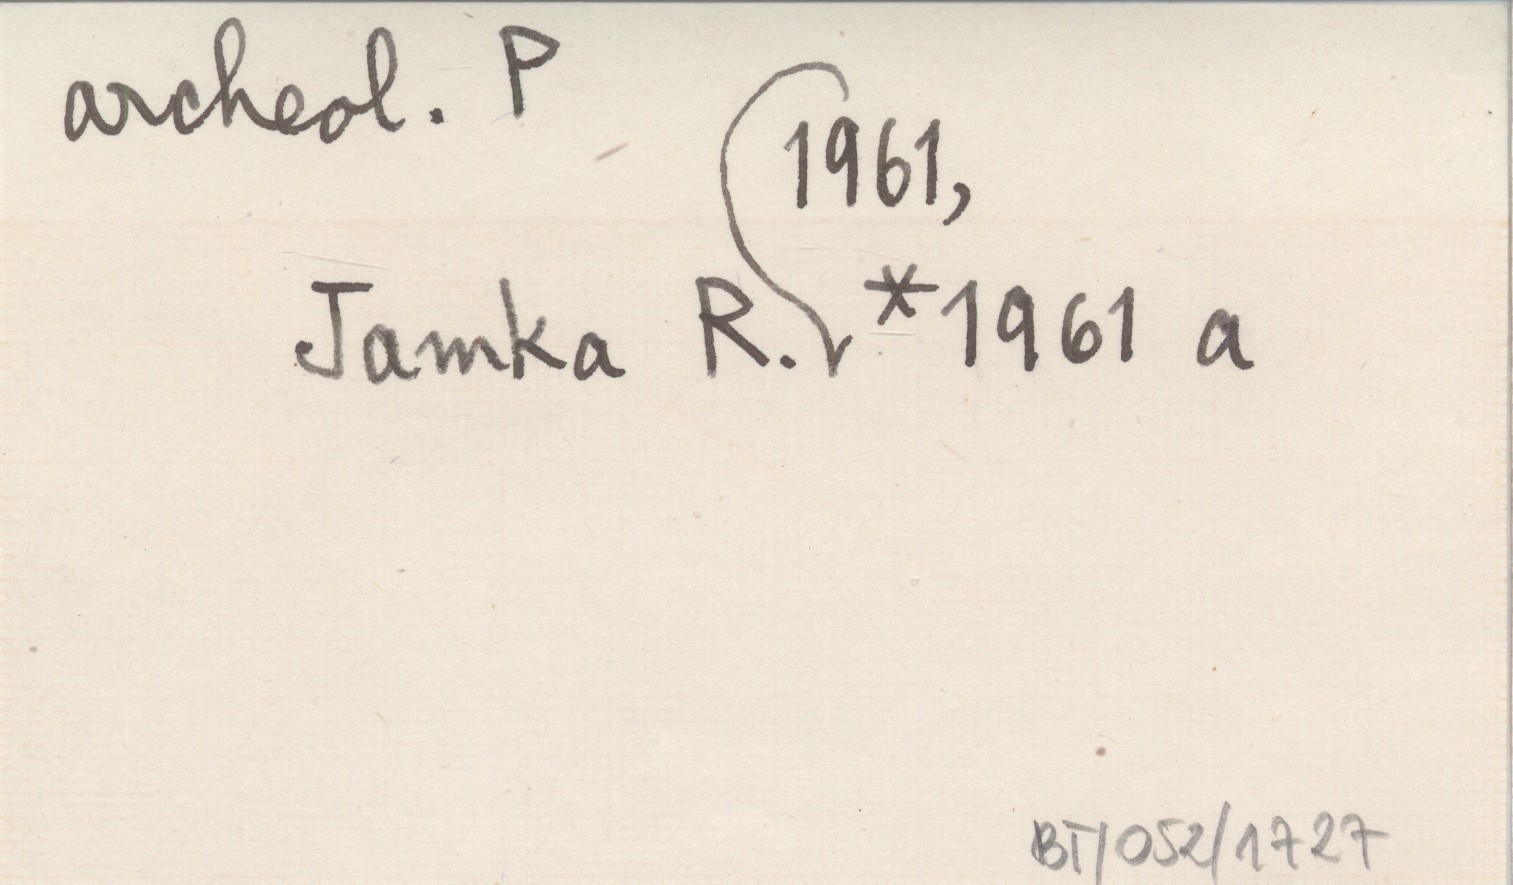 archeol. P
1961,
Jamka R. *1961 a
BT/052/1727